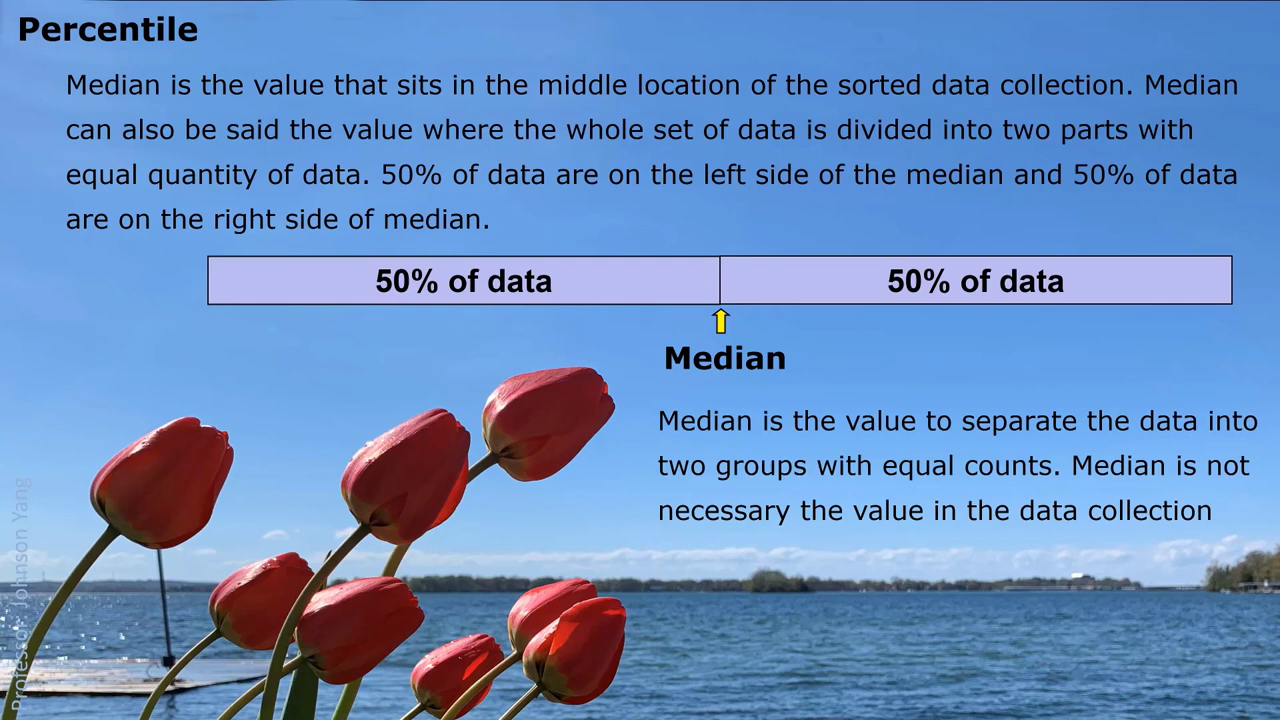 Percentile
Median is the value that sits in the middle location of the sorted data collection. Median
can also be said the value where the whole set of data is divided into two parts with
equal quantity of data. 50% of data are on the left side of the median and 50% of data
are on the right side of median.
50% of data 50% of data
Median
Median is the value to separate the data into
two groups with equal counts. Median is not
necessary the value in the data collection
Professor: Johnson Yang